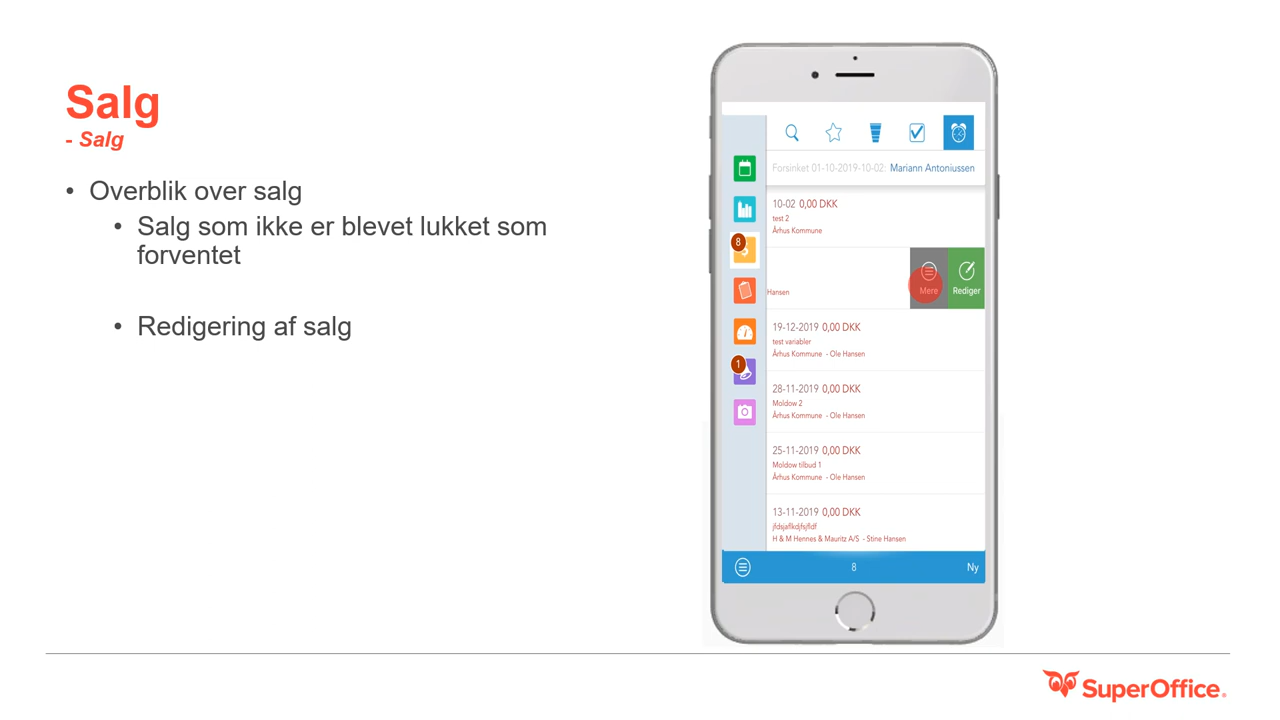 Salg
- Salg
• Overblik over salg
• Salg som ikke er blevet lukket som
forventet
• Redigering af salg
Forsinket 01-10-2019-10-02: Mariann Antoniussen
10-02 0,00 DKK
test 2
Århus Kommune
8
Hansen
Mere
Rediger
19-12-2019 0,00 DKK
test variabler
Århus Kommune - Ole Hansen
1
28-11-2019 0,00 DKK
Moldow 2
Århus Kommune - Ole Hansen
25-11-2019 0,00 DKK
Moldow tilbud 1
Århus Kommune - Ole Hansen
13-11-2019 0,00 DKK
jfdsjaflkdjfsjfldf
H & M Hennes & Mauritz A/S - Stine Hansen
8
Ny
SuperOffice.